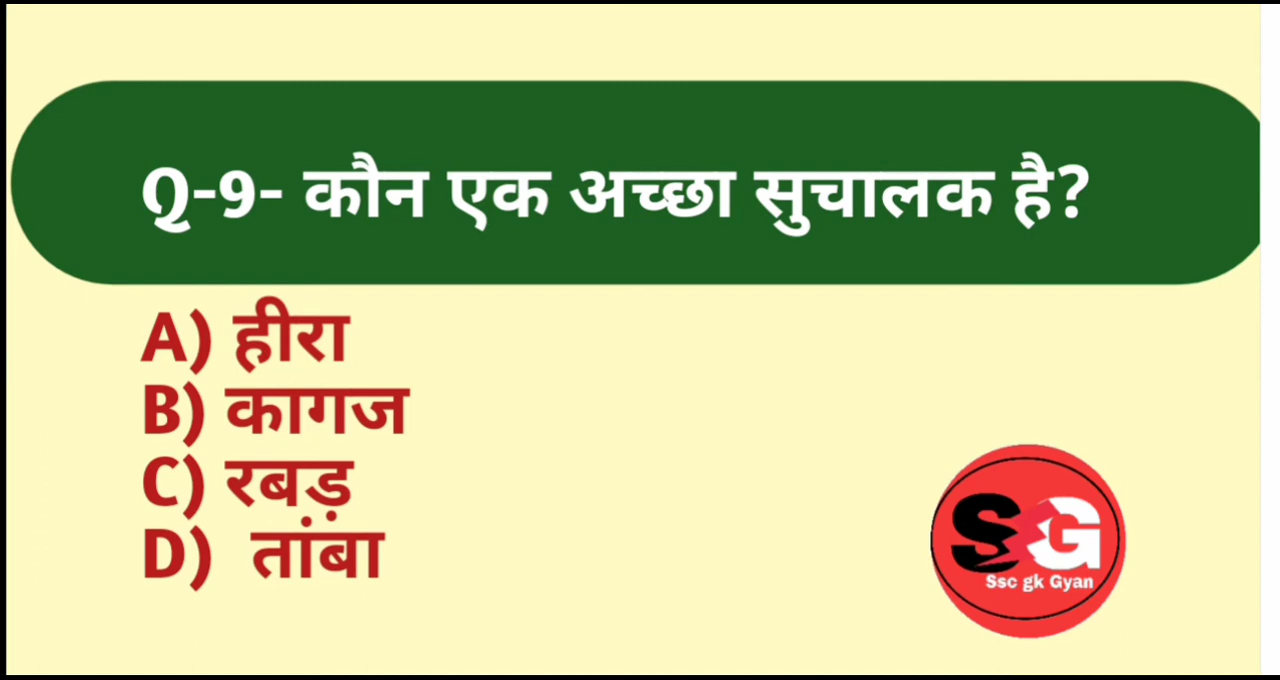 Q-9- कौन एक अच्छा सुचालक है?
A) हीरा
B) कागज
C) रबड़
D) तांबा
SG
Ssc gk Gyan